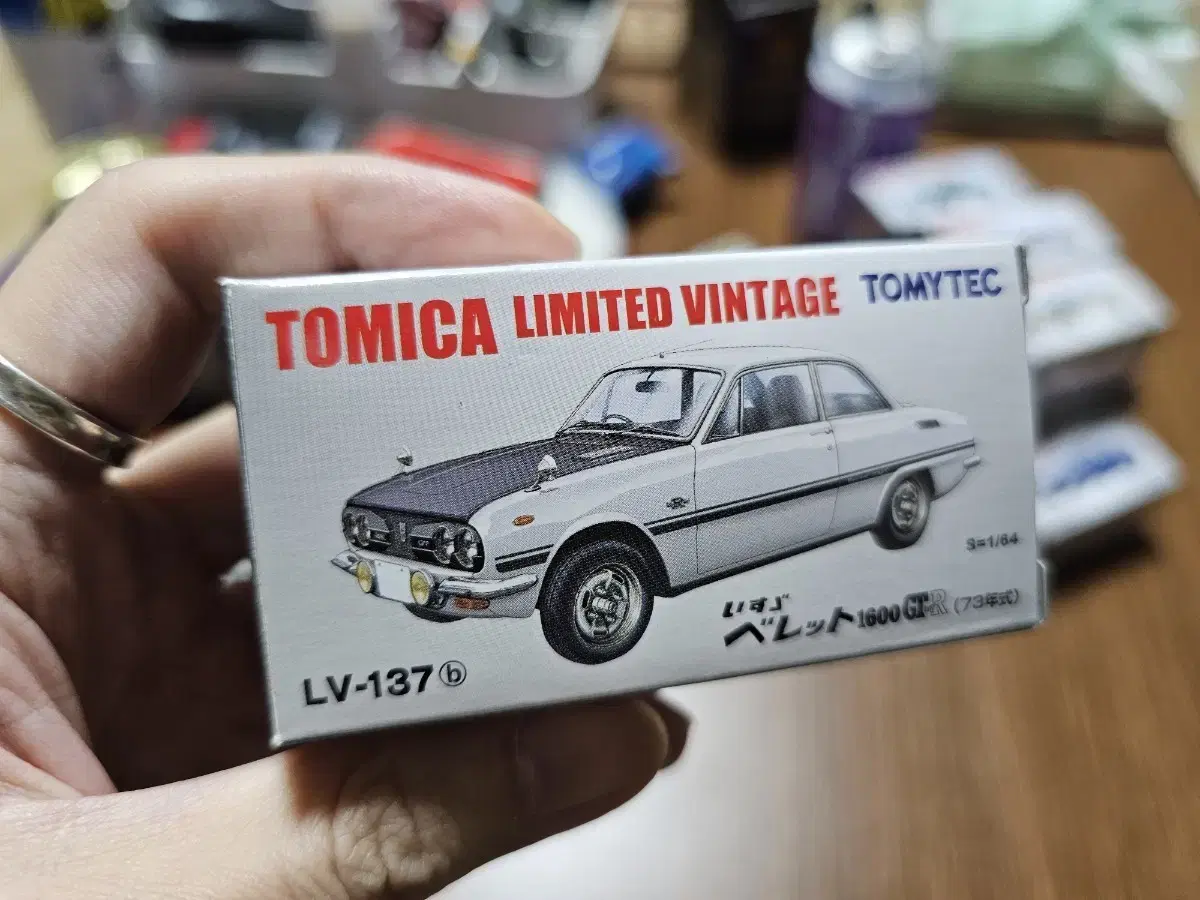 TOMICA LIMITED VINTAGE TOMYTEC
S=1/64
いすゞ
ベレット1600GT-R (73年式)
LV-137ⓑ